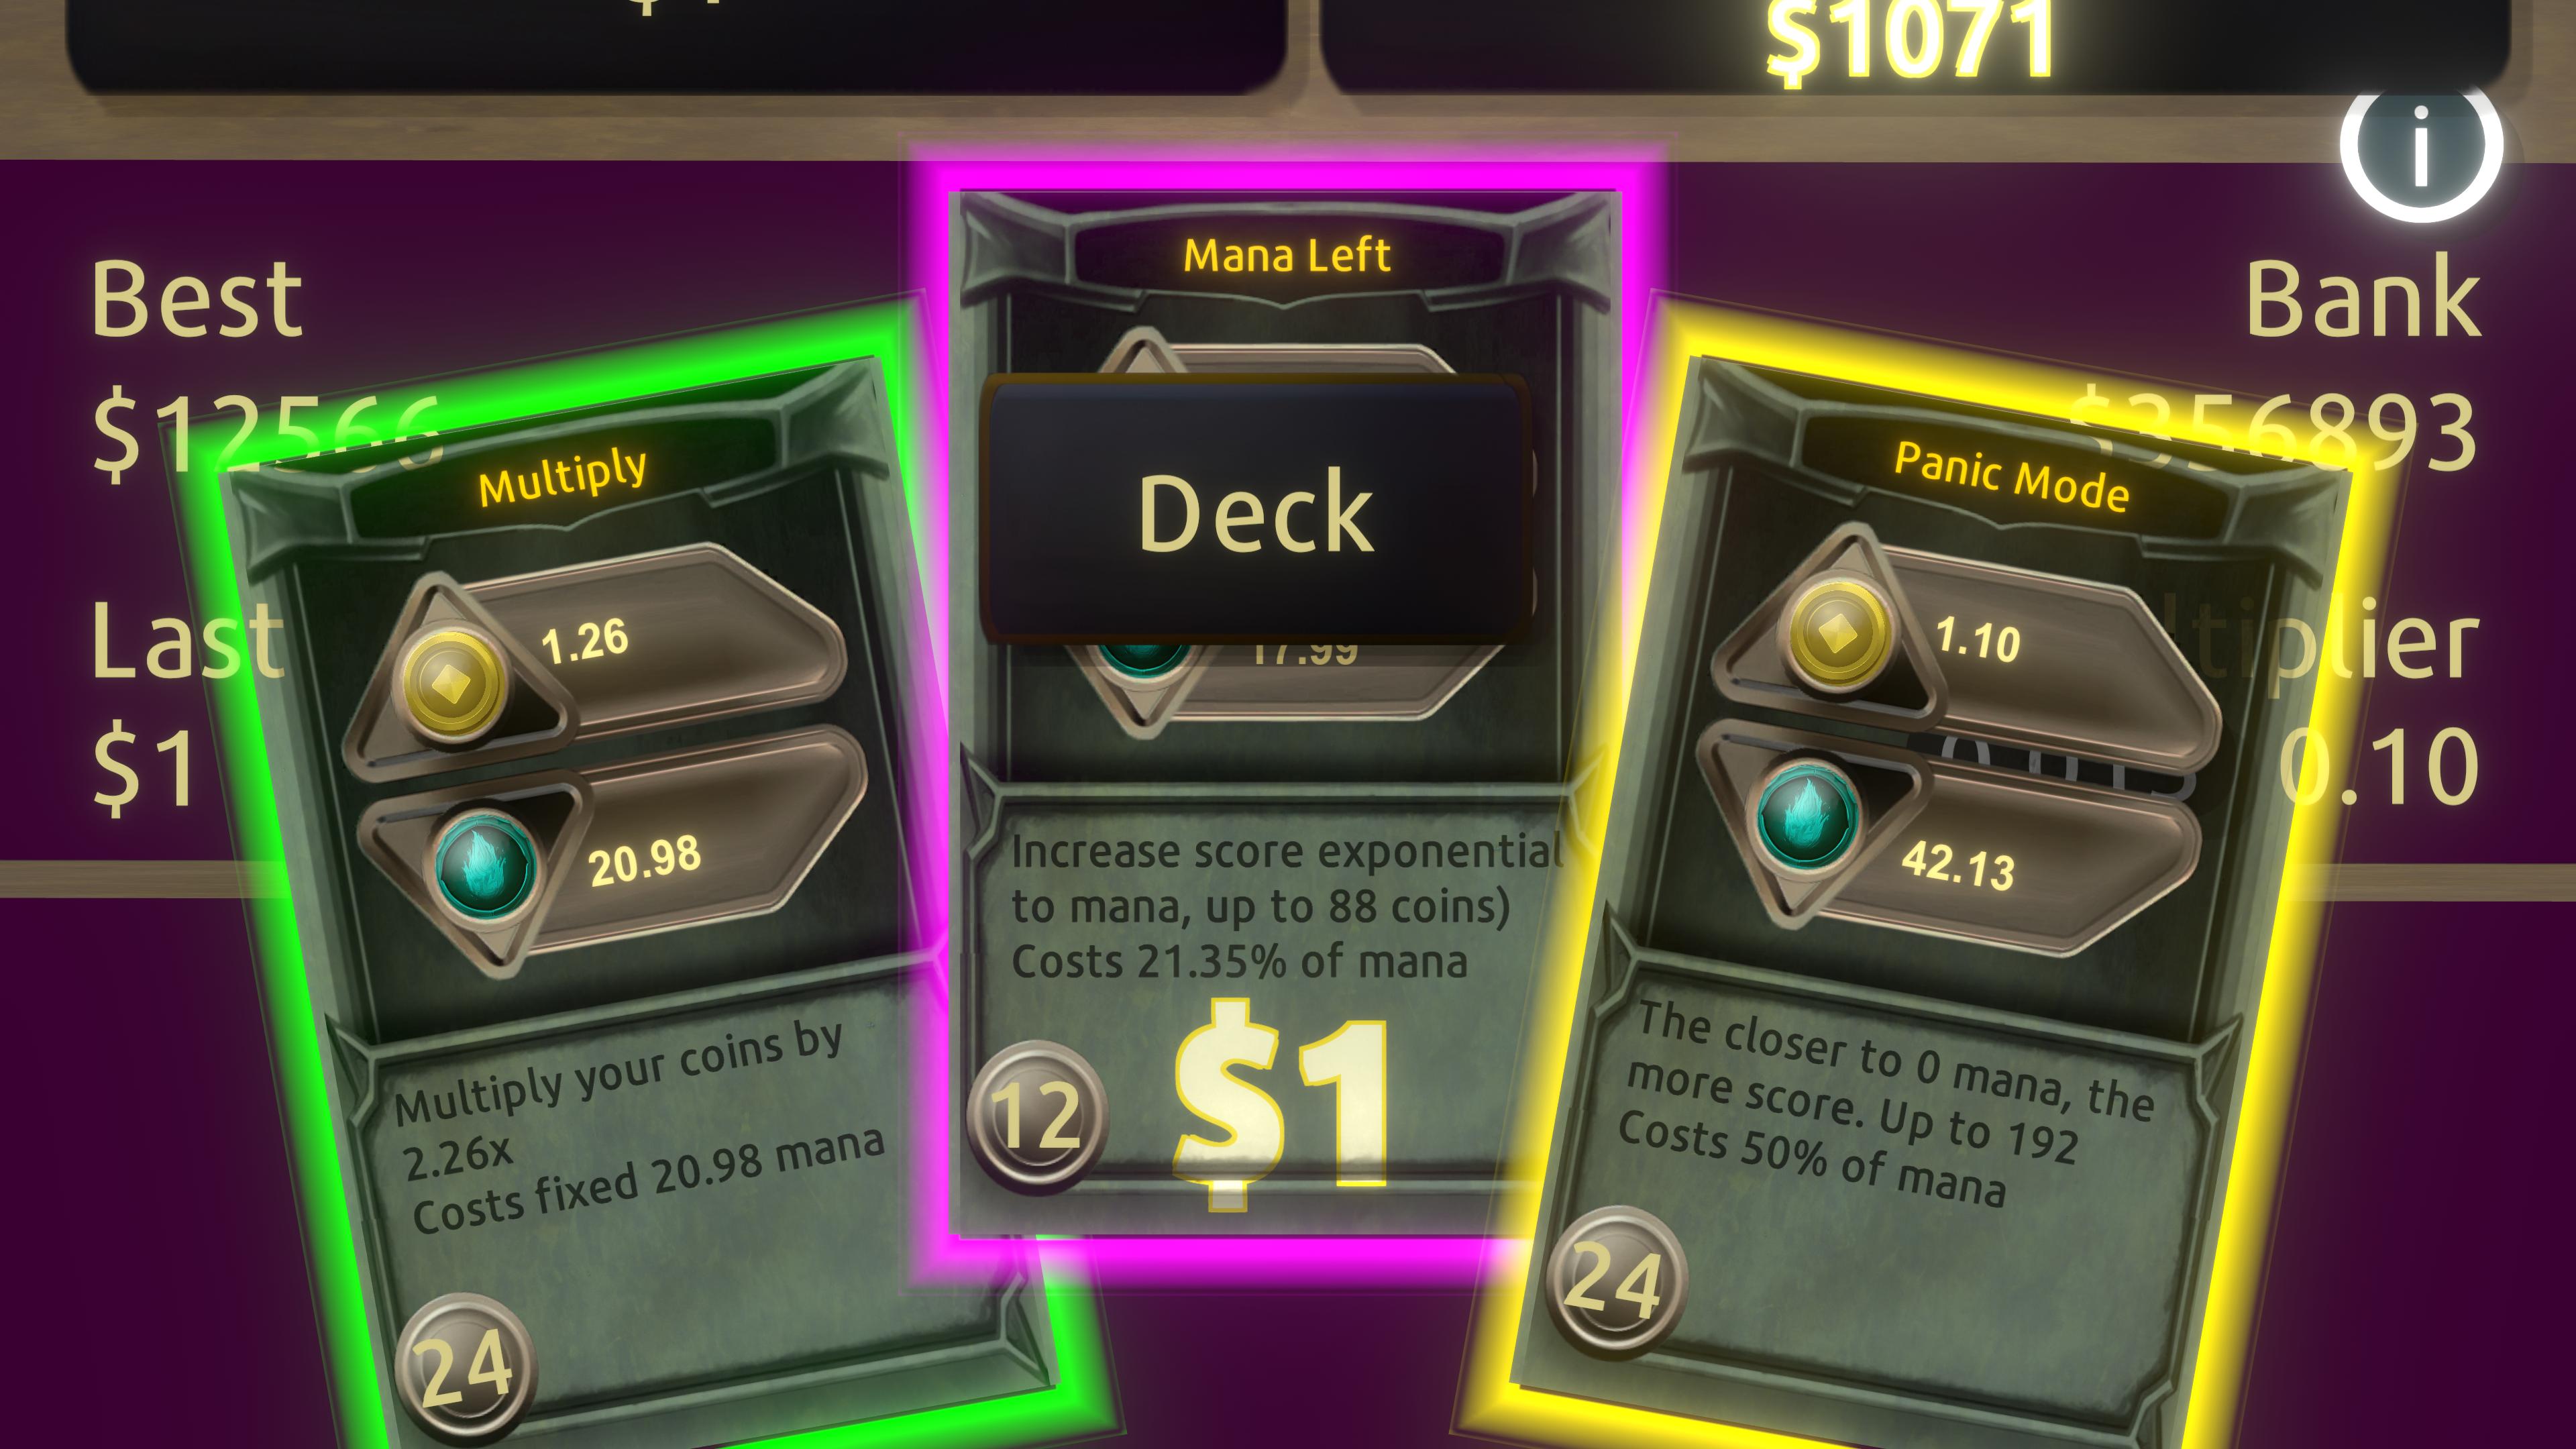 $1071
i
Best
Bank
$12566
$356893
Last
$1
0.10
Multiply
1.26
20.98
Multiply your coins by
2.26x
Costs fixed 20.98 mana
24
Mana Left
Deck
17.99
Increase score exponential
to mana, up to 88 coins)
Costs 21.35% of mana
12
$1
Panic Mode
1.10
42.13
The closer to 0 mana, the
more score. Up to 192
Costs 50% of mana
24